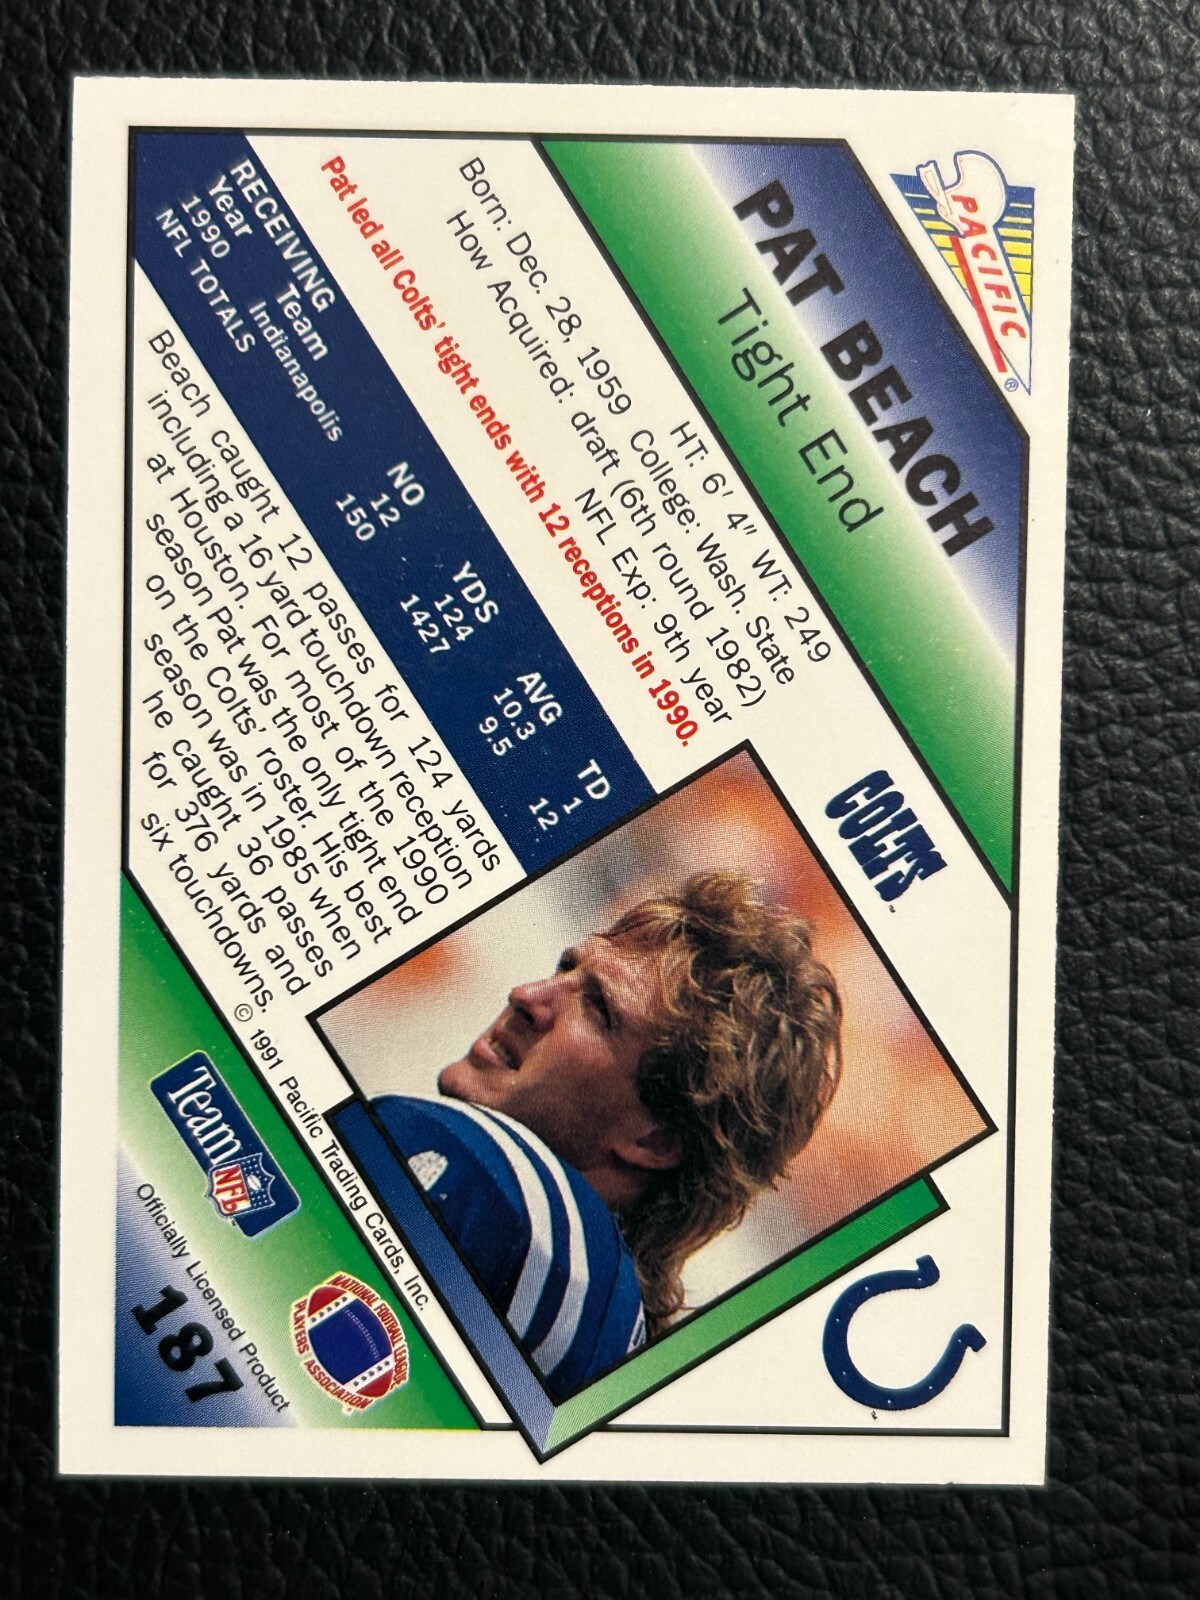 PACIFIC®
PAT BEACH
Tight End
HT: 6' 4" WT: 249
Born: Dec. 28, 1959 College: Wash. State
How Acquired: draft (6th round 1982)
NFL Exp: 9th year
Pat led all Colts' tight ends with 12 receptions in 1990.
COLTS™
RECEIVING
Year Team NO YDS AVG TD
1990 Indianapolis 12 124 10.3 1
NFL TOTALS 150 1427 9.5 12
Beach caught 12 passes for 124 yards
including a 16 yard touchdown reception
at Houston. For most of the 1990
season Pat was the only tight end
on the Colts' roster. His best
season was in 1985 when
he caught 36 passes
for 376 yards and
six touchdowns.
© 1991 Pacific Trading Cards, Inc.
Team NFL
NATIONAL FOOTBALL LEAGUE
PLAYERS ASSOCIATION
Officially Licensed Product
187